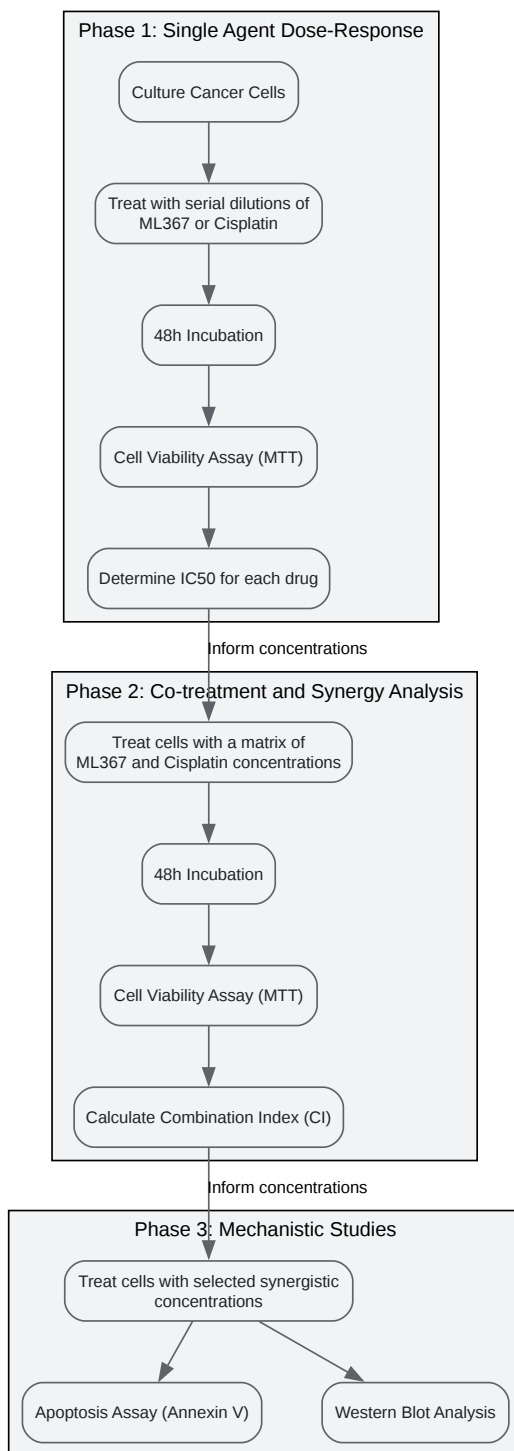 Phase 1: Single Agent Dose-Response
Culture Cancer Cells
Treat with serial dilutions of
ML367 or Cisplatin
48h Incubation
Cell Viability Assay (MTT)
Determine IC50 for each drug
Inform concentrations
Phase 2: Co-treatment and Synergy Analysis
Treat cells with a matrix of
ML367 and Cisplatin concentrations
48h Incubation
Cell Viability Assay (MTT)
Calculate Combination Index (CI)
Inform concentrations
Phase 3: Mechanistic Studies
Treat cells with selected synergistic
concentrations
Apoptosis Assay (Annexin V)
Western Blot Analysis